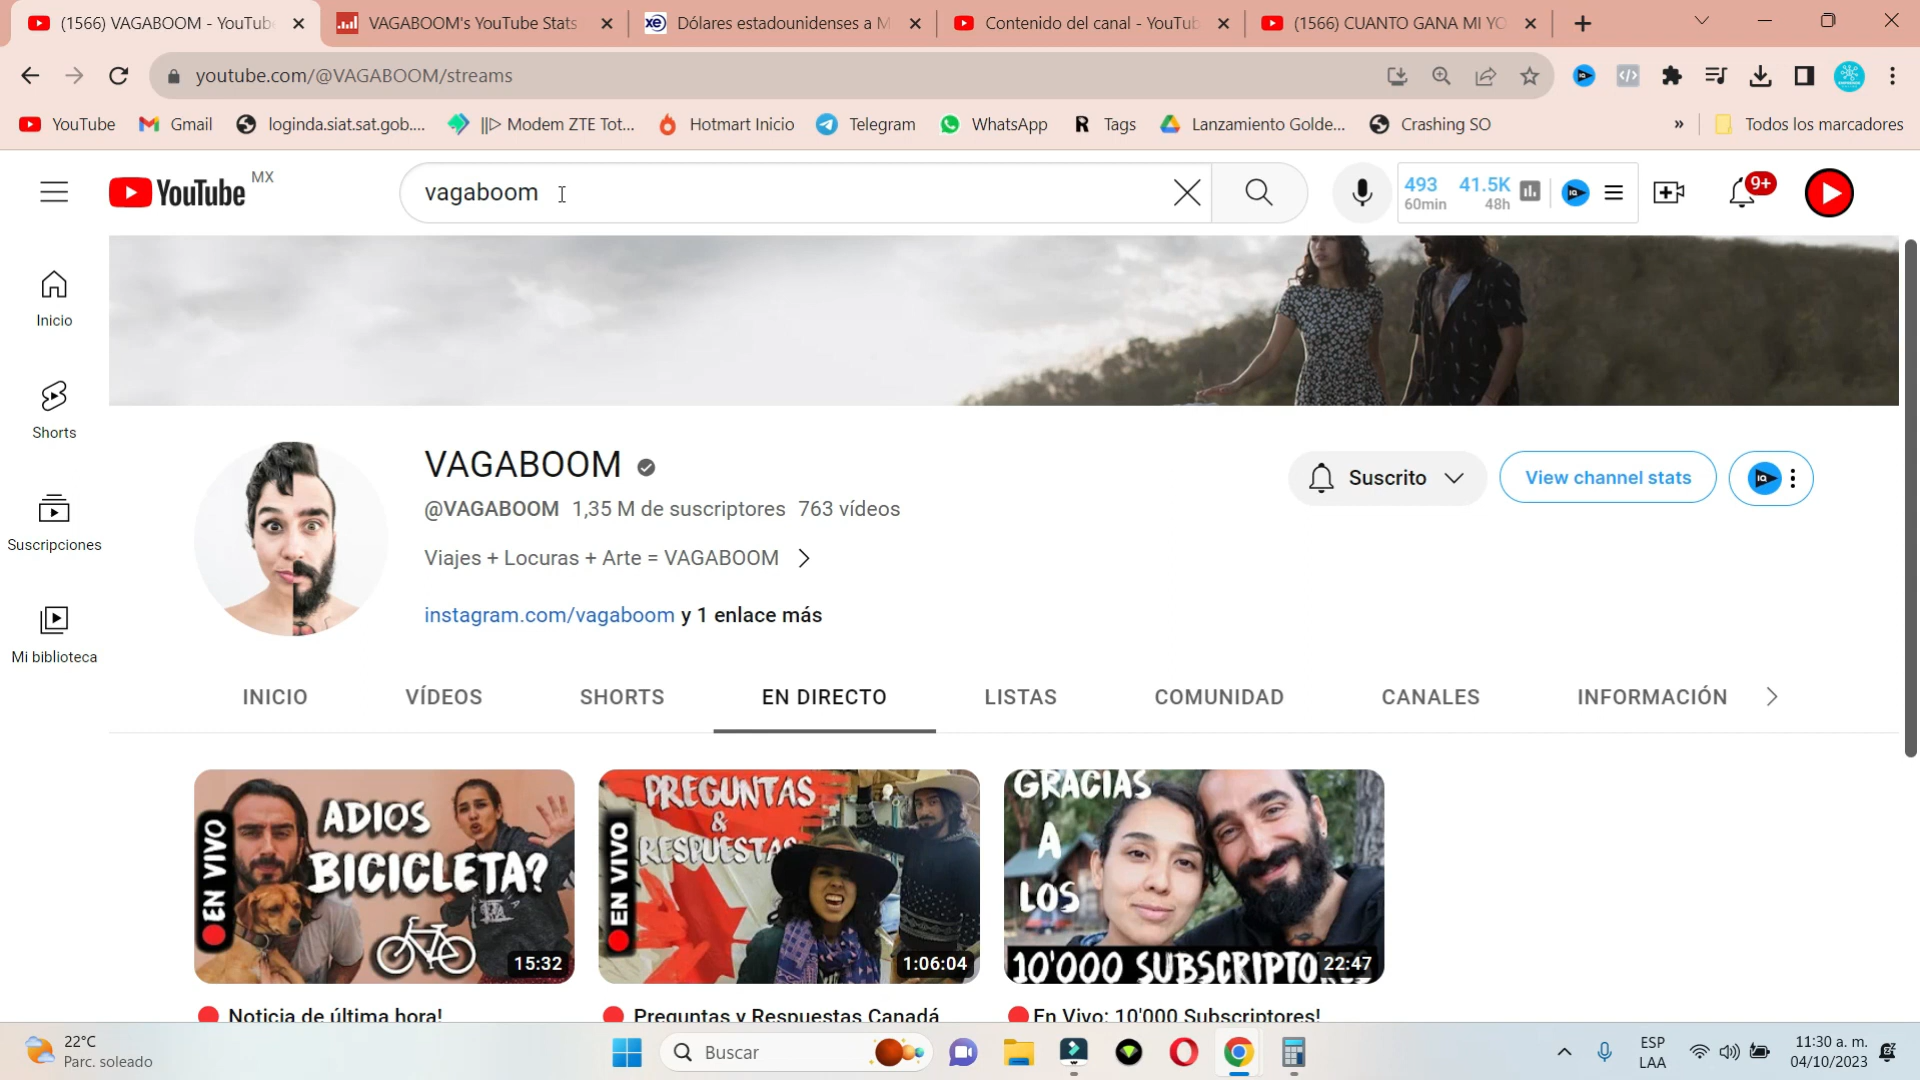 (1566) VAGABOOM - YouTube
VAGABOOM's YouTube Stats
Dólares estadounidenses a M
Contenido del canal - YouTub
(1566) CUANTO GANA MI YO
youtube.com/@VAGABOOM/streams
YouTube
Gmail
loginda.siat.sat.gob....
||▷ Modem ZTE Tot...
Hotmart Inicio
Telegram
WhatsApp
Tags
Lanzamiento Golde...
Crashing SO
»
Todos los marcadores
YouTube MX
vagaboom
493 60min
41.5K 48h
9+
Inicio
Shorts
Suscripciones
Mi biblioteca
VAGABOOM
@VAGABOOM 1,35 M de suscriptores 763 vídeos
Viajes + Locuras + Arte = VAGABOOM
instagram.com/vagaboom y 1 enlace más
Suscrito
View channel stats
INICIO
VÍDEOS
SHORTS
EN DIRECTO
LISTAS
COMUNIDAD
CANALES
INFORMACIÓN
EN VIVO
ADIOS
BICICLETA?
15:32
EN VIVO
PREGUNTAS
&
RESPUESTAS
1:06:04
GRACIAS
A
LOS
10'000 SUBSCRIPTO
22:47
Noticia de última hora!
Preguntas y Respuestas Canadá
En Vivo: 10'000 Subscriptores!
22°C
Parc. soleado
Buscar
ESP
LAA
11:30 a. m.
04/10/2023